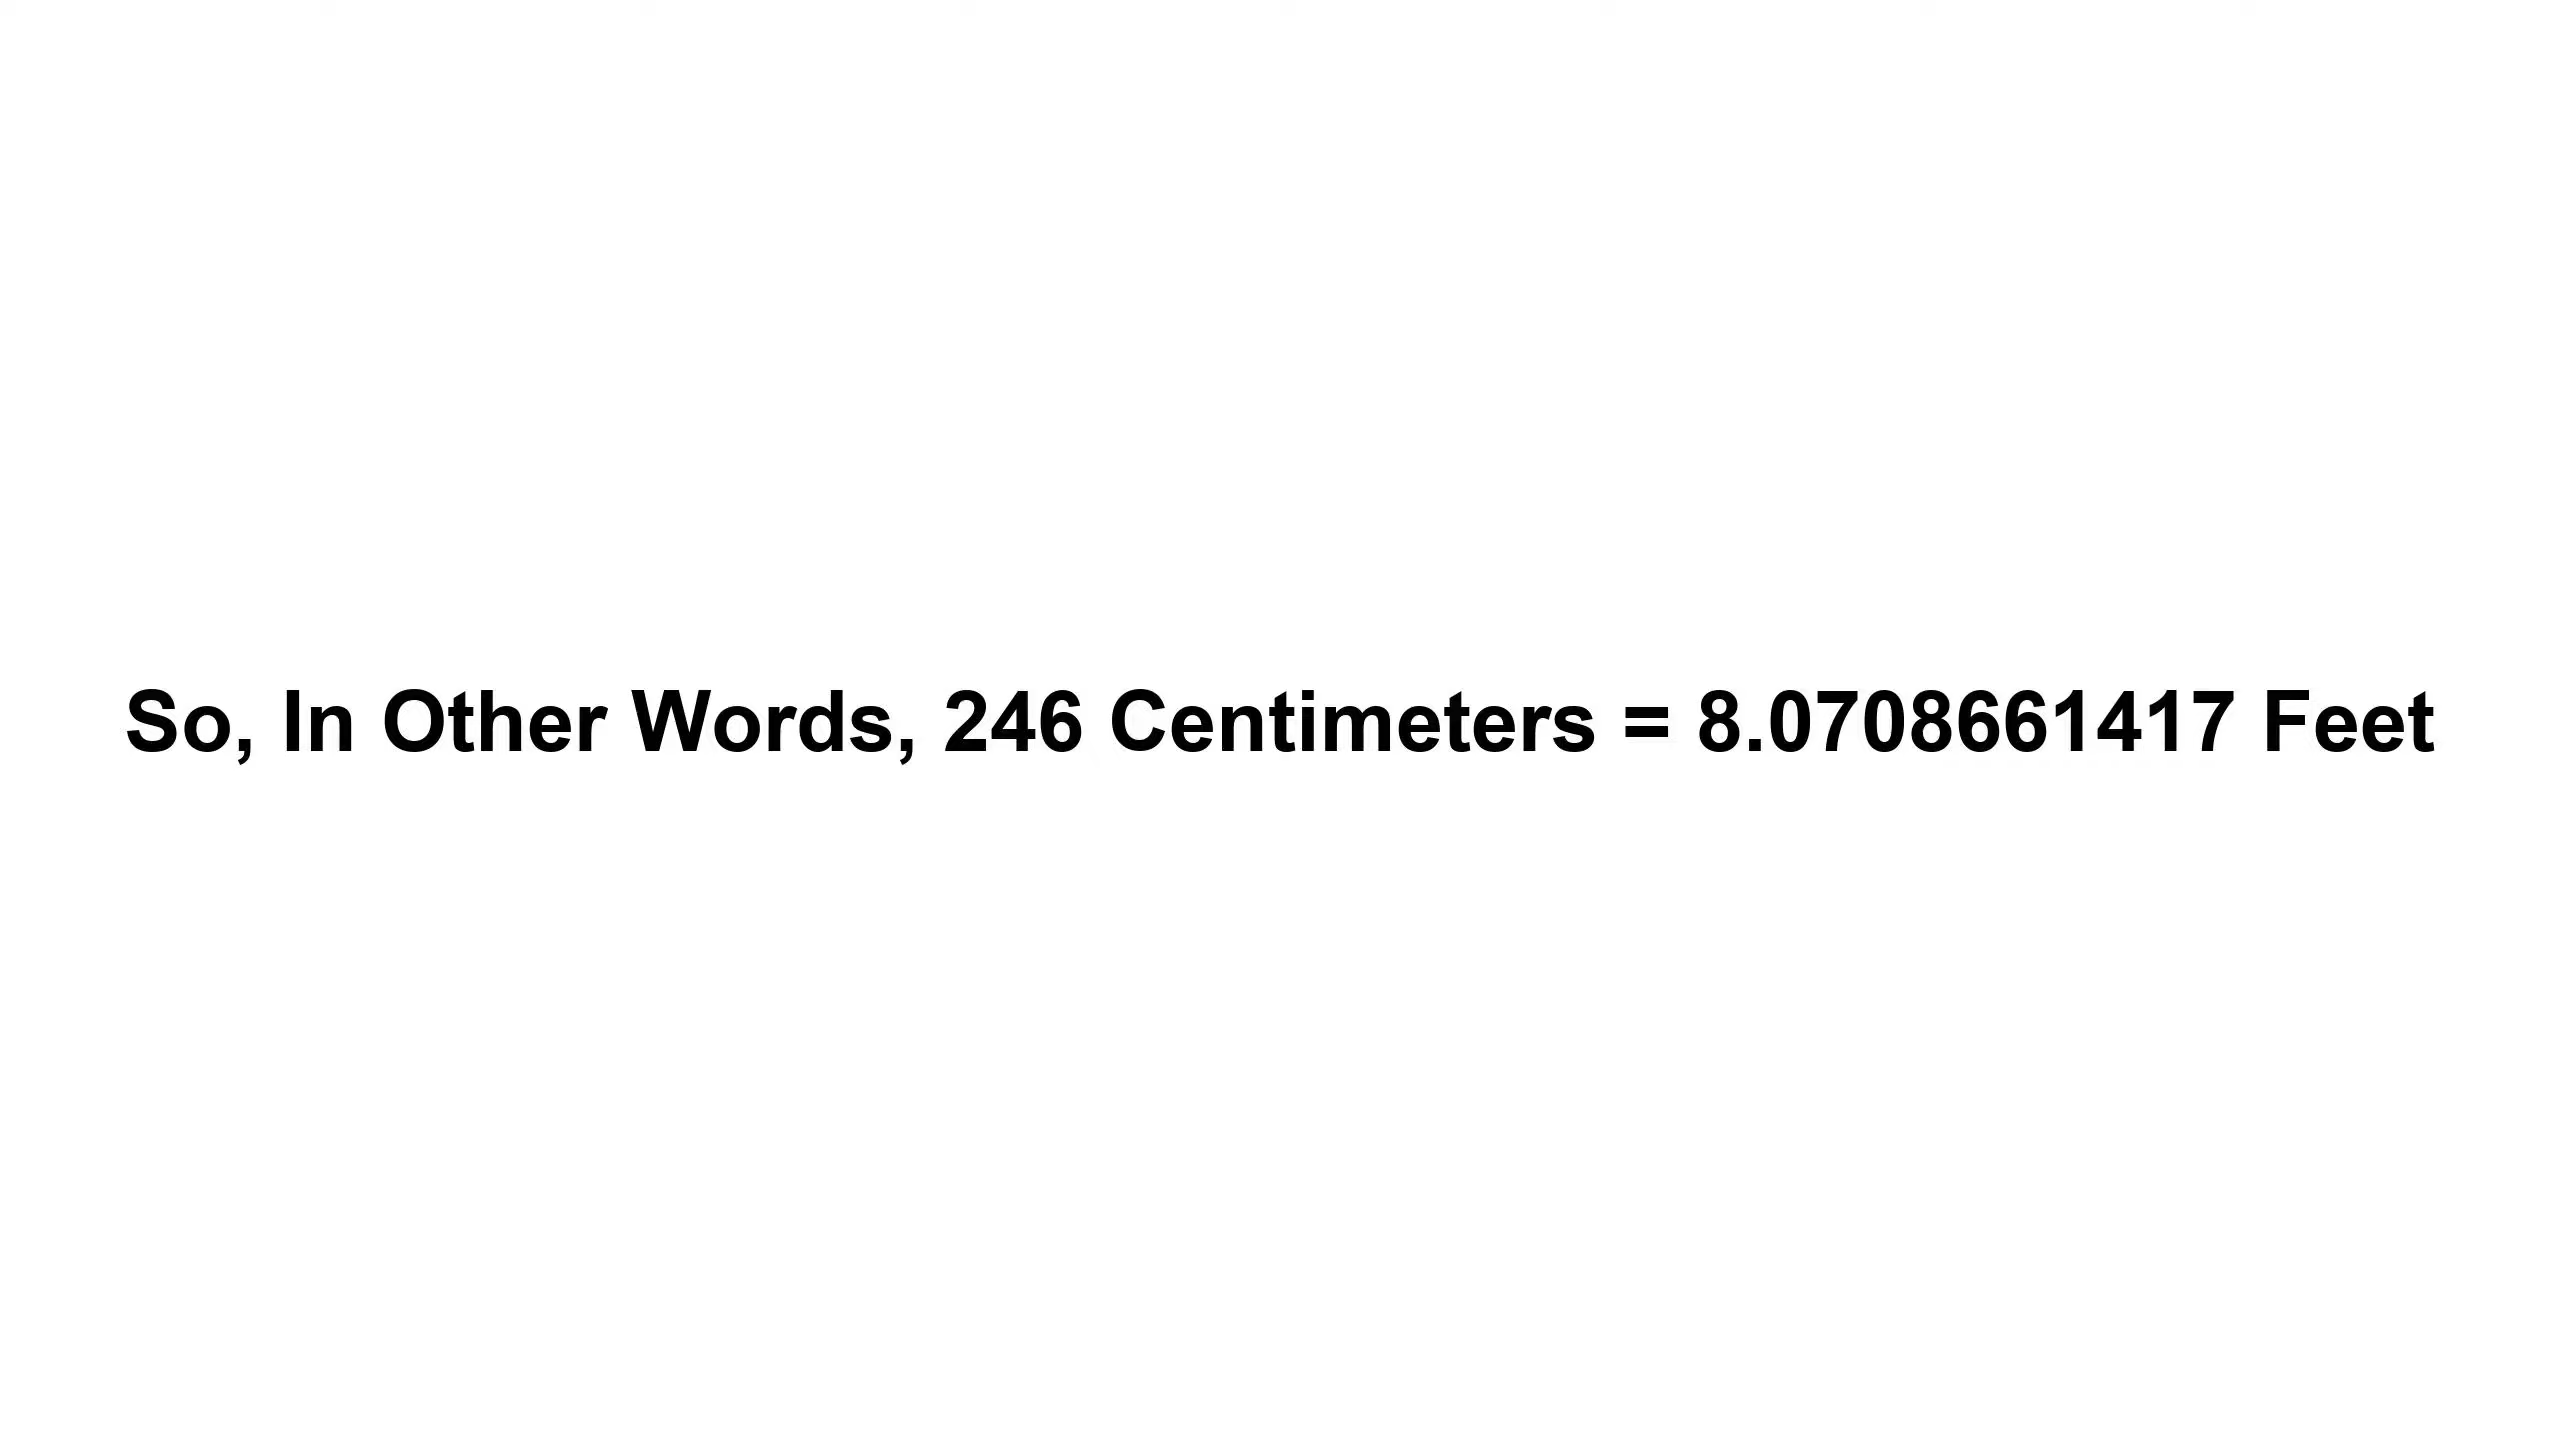 So, In Other Words, 246 Centimeters = 8.0708661417 Feet